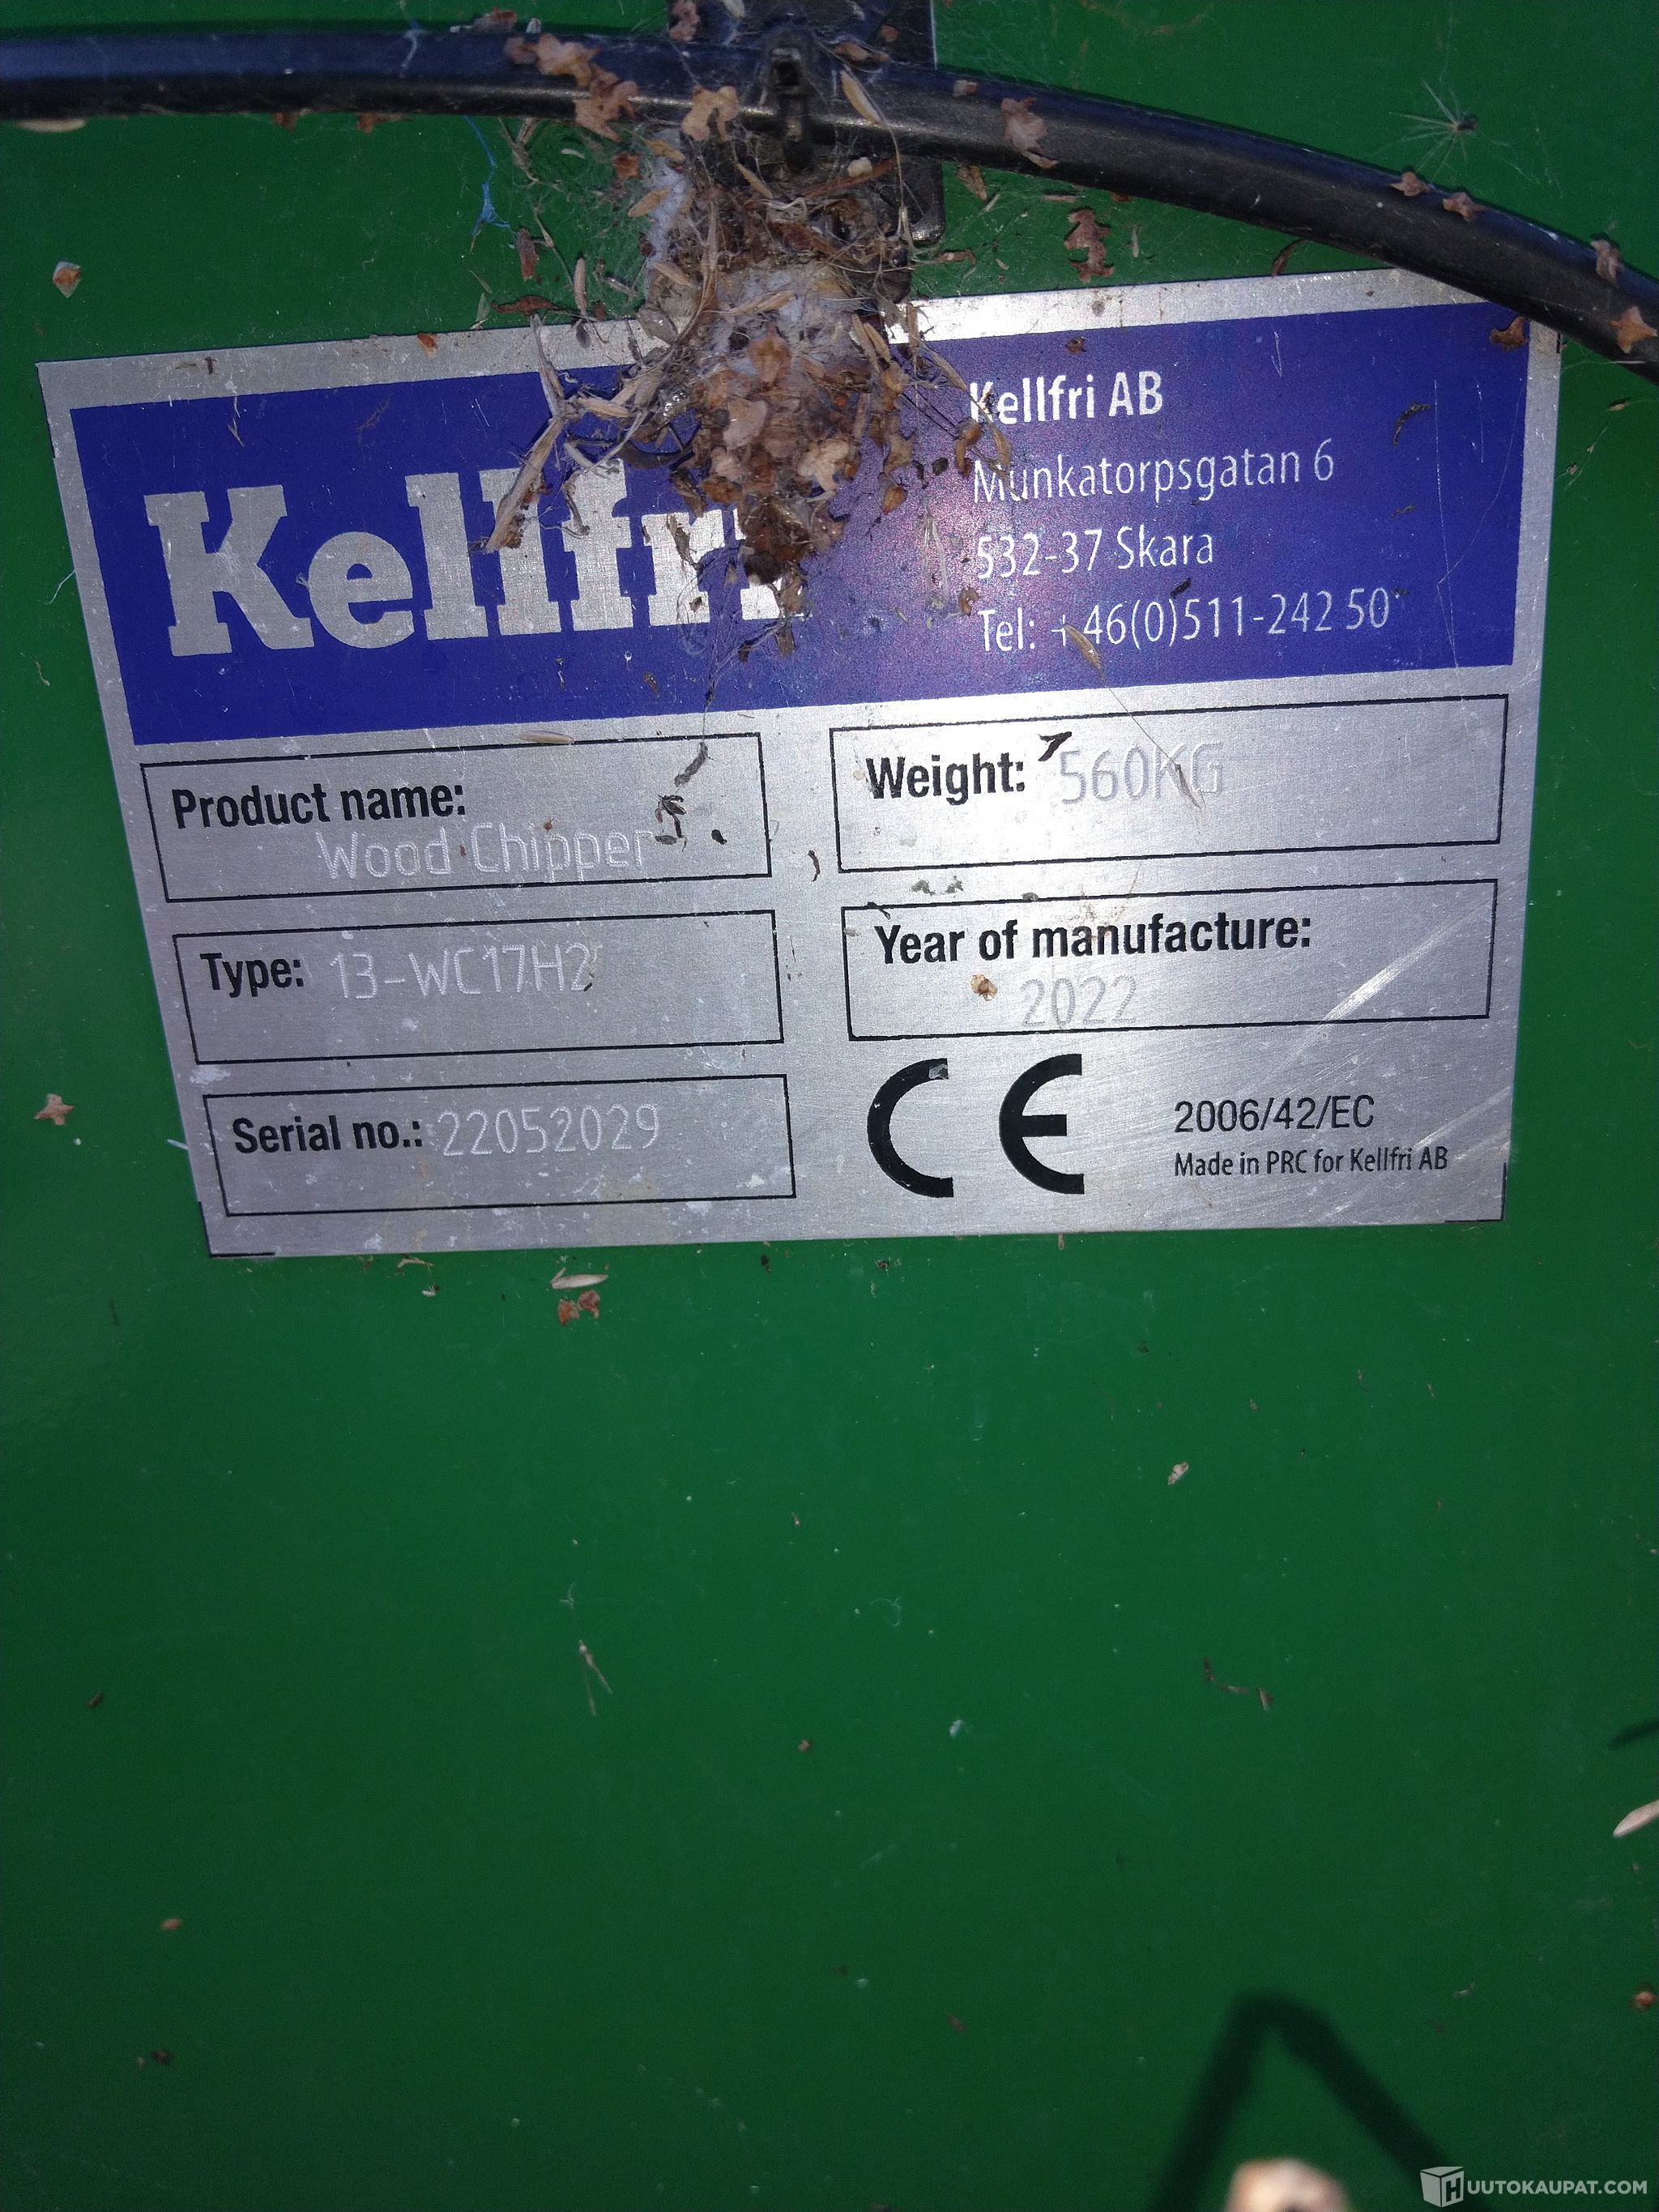 Kellfri
Kellfri AB
Munkatorpsgatan 6
532-37 Skara
Tel: +46(0)511-242 50
Product name:
Wood Chipper
Weight: 560KG
Type: 13-WC17H2
Year of manufacture:
2022
Serial no.: 22052029
CE
2006/42/EC
Made in PRC for Kellfri AB
HUUTOKAUPAT.COM